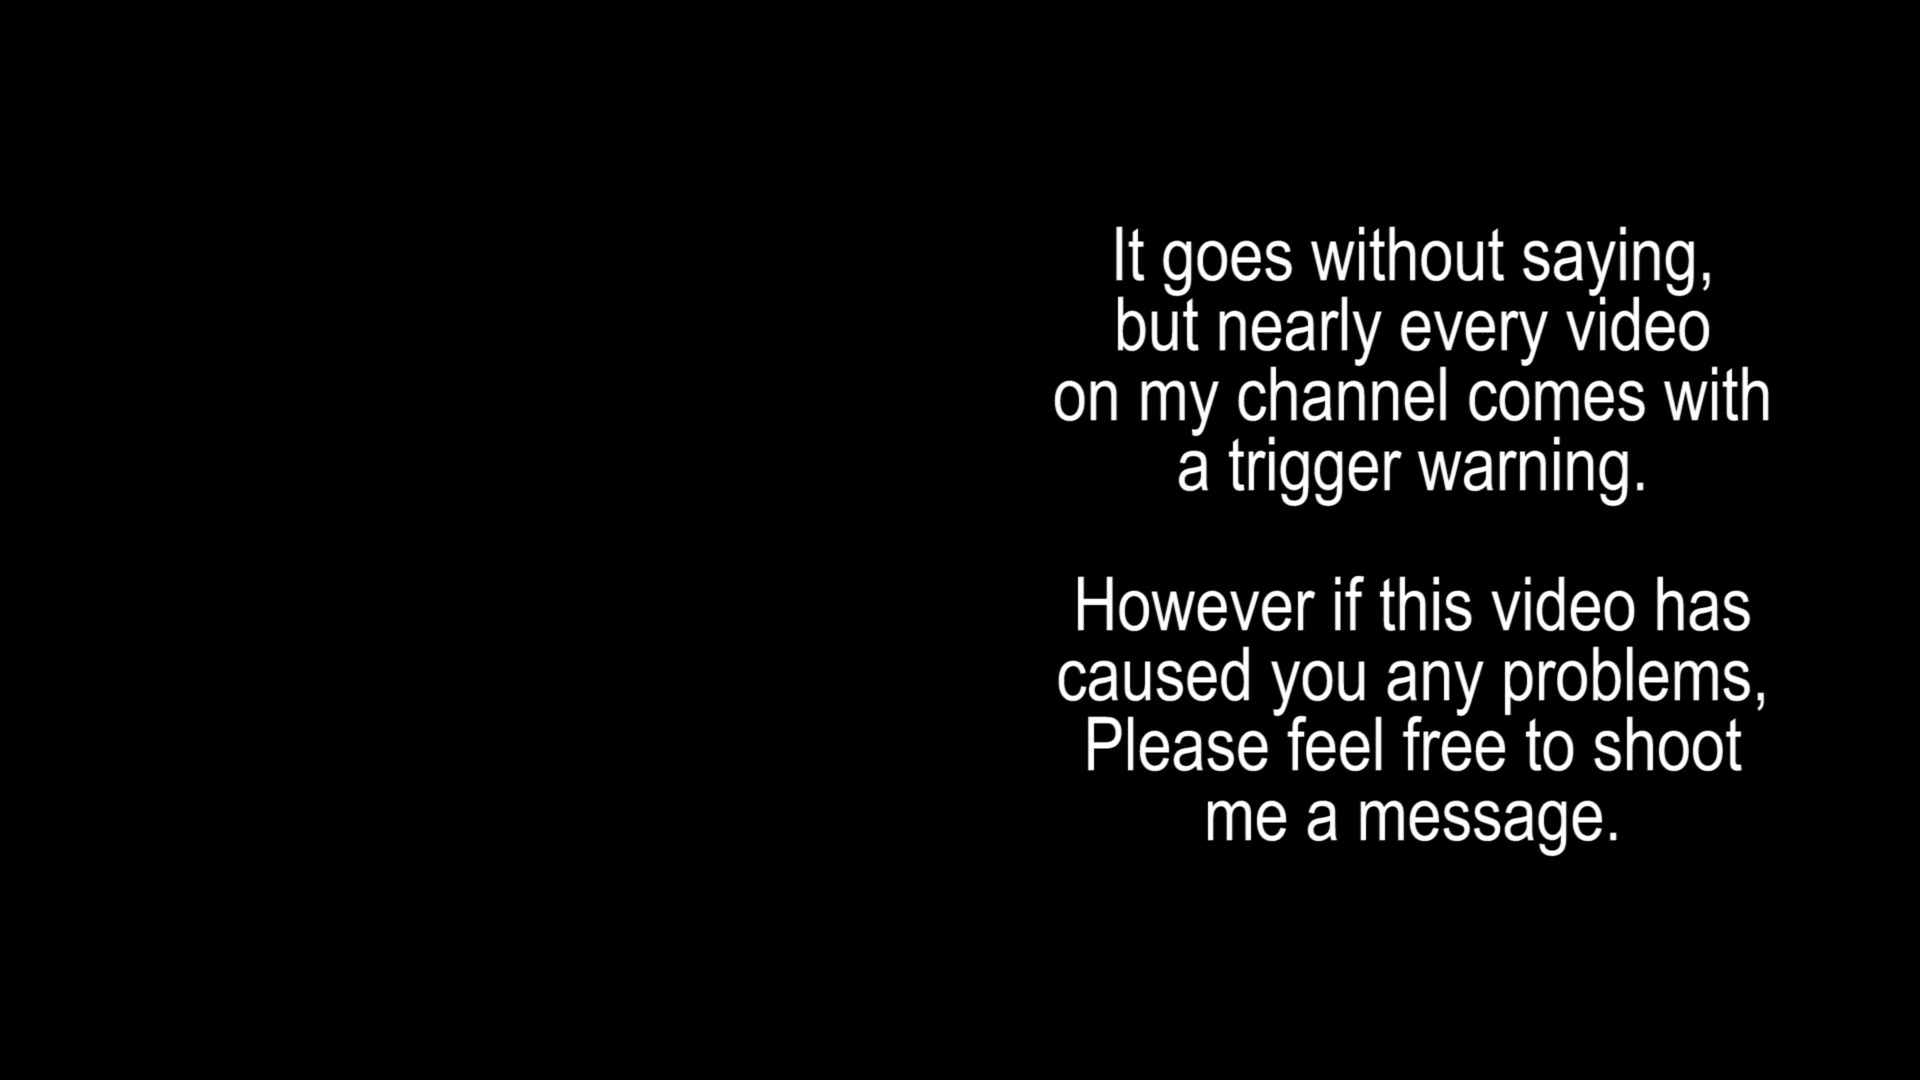 It goes without saying,
but nearly every video
on my channel comes with
a trigger warning.
However if this video has
caused you any problems,
Please feel free to shoot
me a message.